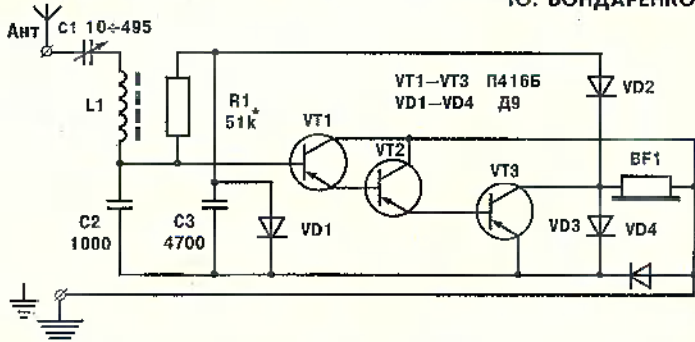 Ю. БОНДАРЕНКО
Ант
C1 10÷495
L1
R1*
51k
VT1–VT3 П416Б
VD1–VD4 Д9
VD2
VT1
VT2
VT3
BF1
C2
1000
C3
4700
VD1
VD3
VD4